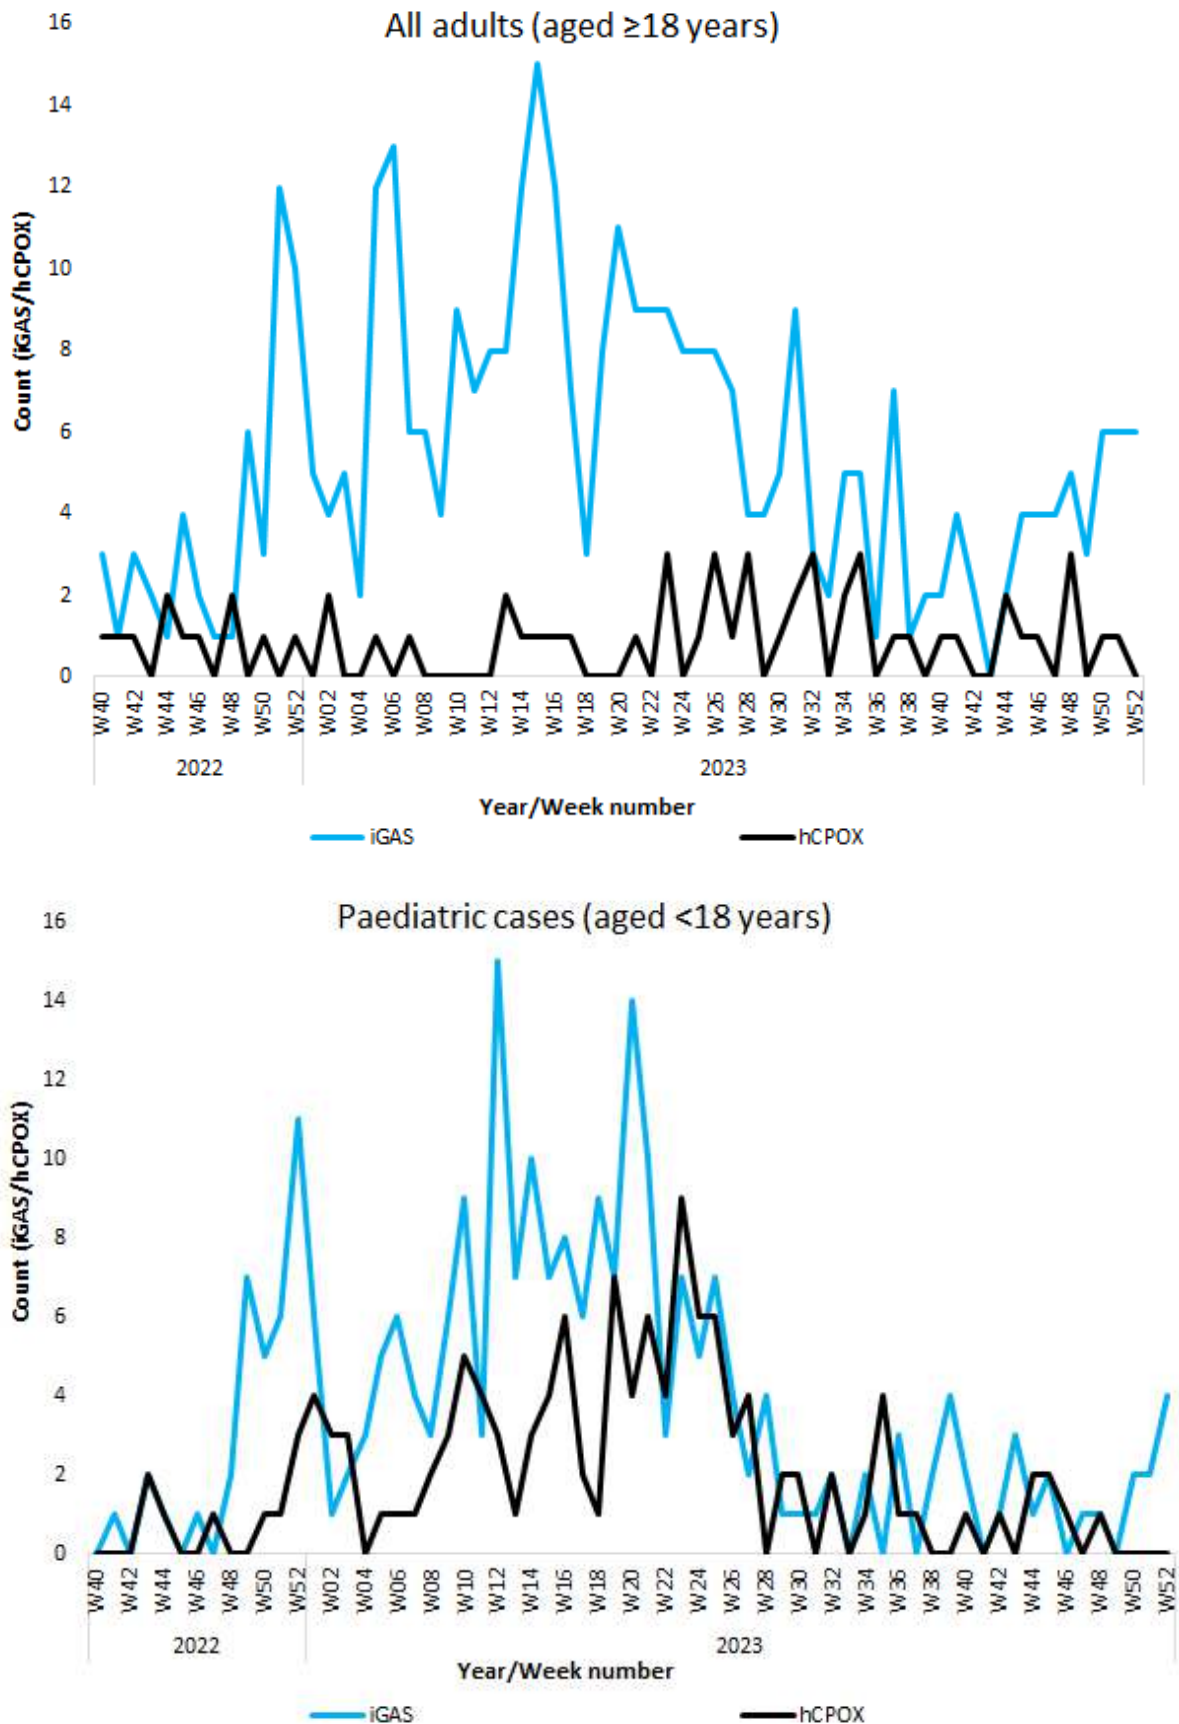 All adults (aged ≥18 years)
16
14
12
10
8
6
4
2
0
Count (iGAS/hCPOX)
W40 W42 W44 W46 W48 W50 W52 W02 W04 W06 W08 W10 W12 W14 W16 W18 W20 W22 W24 W26 W28 W30 W32 W34 W36 W38 W40 W42 W44 W46 W48 W50 W52
2022 2023
Year/Week number
iGAS hCPOX
Paediatric cases (aged <18 years)
16
14
12
10
8
6
4
2
0
Count (iGAS/hCPOX)
W40 W42 W44 W46 W48 W50 W52 W02 W04 W06 W08 W10 W12 W14 W16 W18 W20 W22 W24 W26 W28 W30 W32 W34 W36 W38 W40 W42 W44 W46 W48 W50 W52
2022 2023
Year/Week number
iGAS hCPOX